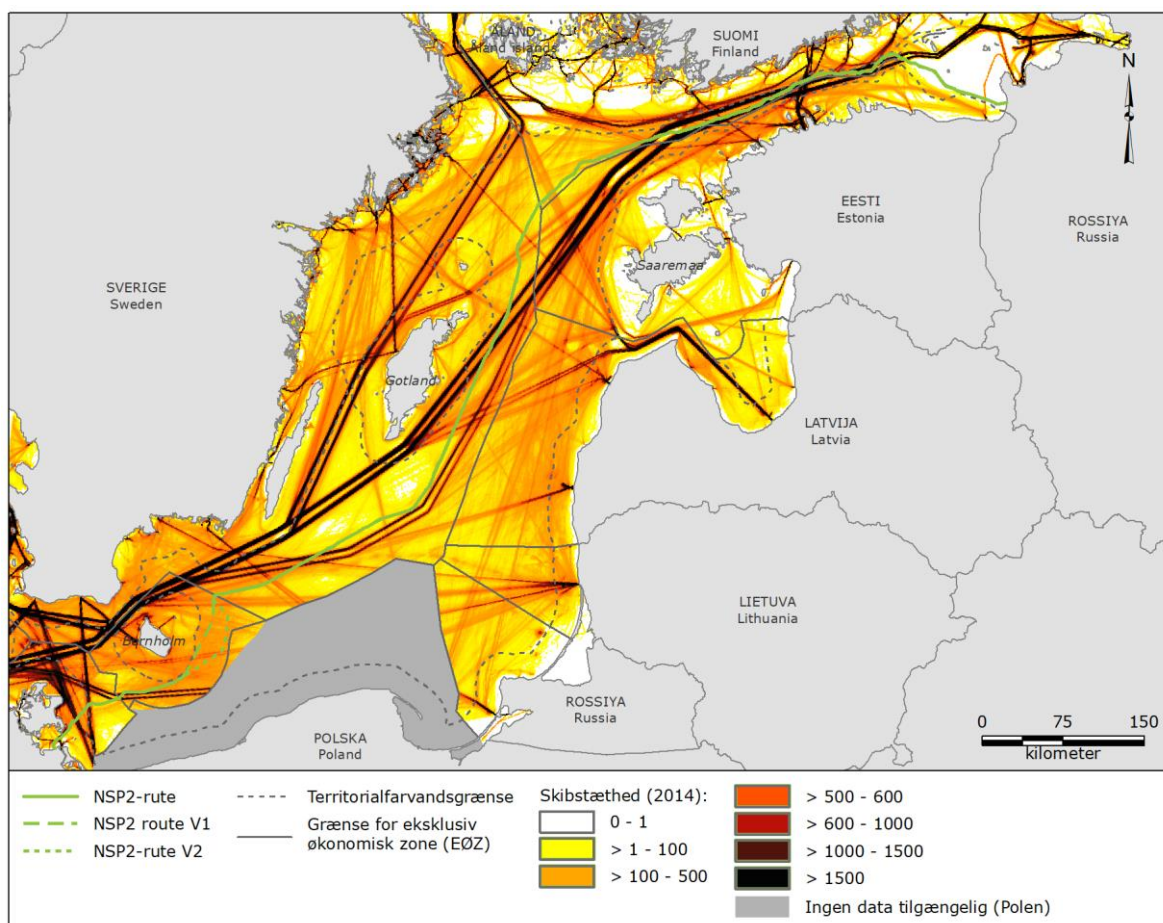 ÅLAND
Åland islands
SUOMI
Finland
N
EESTI
Estonia
ROSSIYA
Russia
Saaremaa
SVERIGE
Sweden
Gotland
LATVIJA
Latvia
LIETUVA
Lithuania
Bornholm
ROSSIYA
Russia
POLSKA
Poland
0 75 150
kilometer
NSP2-rute
NSP2 route V1
NSP2-rute V2
Territorialfarvandsgrænse
Grænse for eksklusiv
økonomisk zone (EØZ)
Skibstæthed (2014):
0 - 1
> 1 - 100
> 100 - 500
> 500 - 600
> 600 - 1000
> 1000 - 1500
> 1500
Ingen data tilgængelig (Polen)